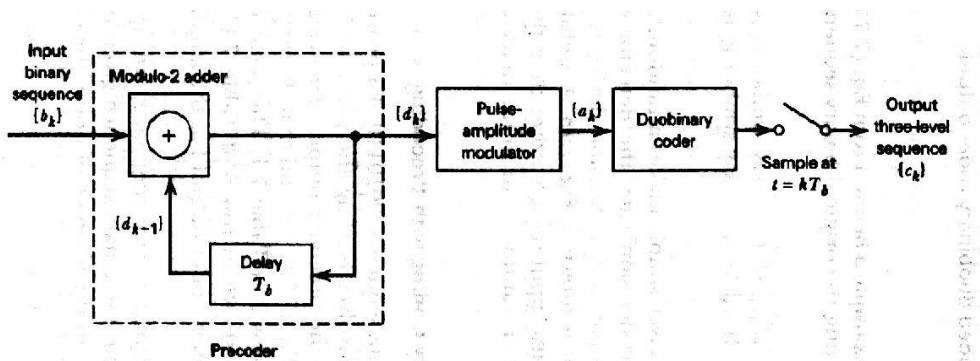 Input
binary
sequence
{b_k}
Modulo-2 adder
+
{d_k}
Pulse-
amplitude
modulator
{a_k}
Duobinary
coder
Output
three-level
sequence
{c_k}
Sample at
t = kT_b
{d_{k-1}}
Delay
T_b
Precoder